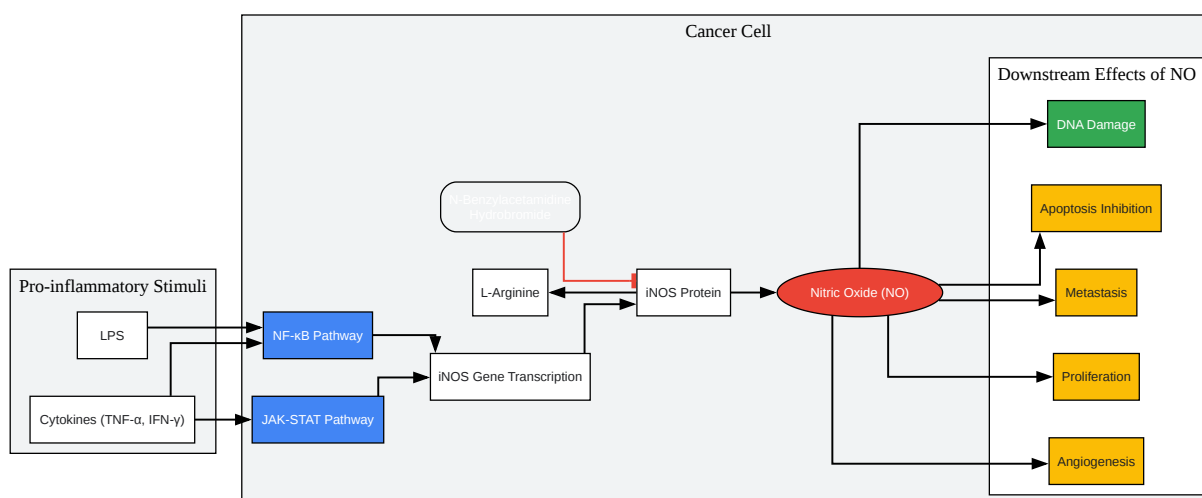 Cancer Cell
Downstream Effects of NO
DNA Damage
N-Benzylacetamidine
Hydrobromide
Apoptosis Inhibition
Pro-inflammatory Stimuli
L-Arginine
iNOS Protein
Nitric Oxide (NO)
Metastasis
LPS
NF-κB Pathway
iNOS Gene Transcription
Proliferation
Cytokines (TNF-α, IFN-γ)
JAK-STAT Pathway
Angiogenesis